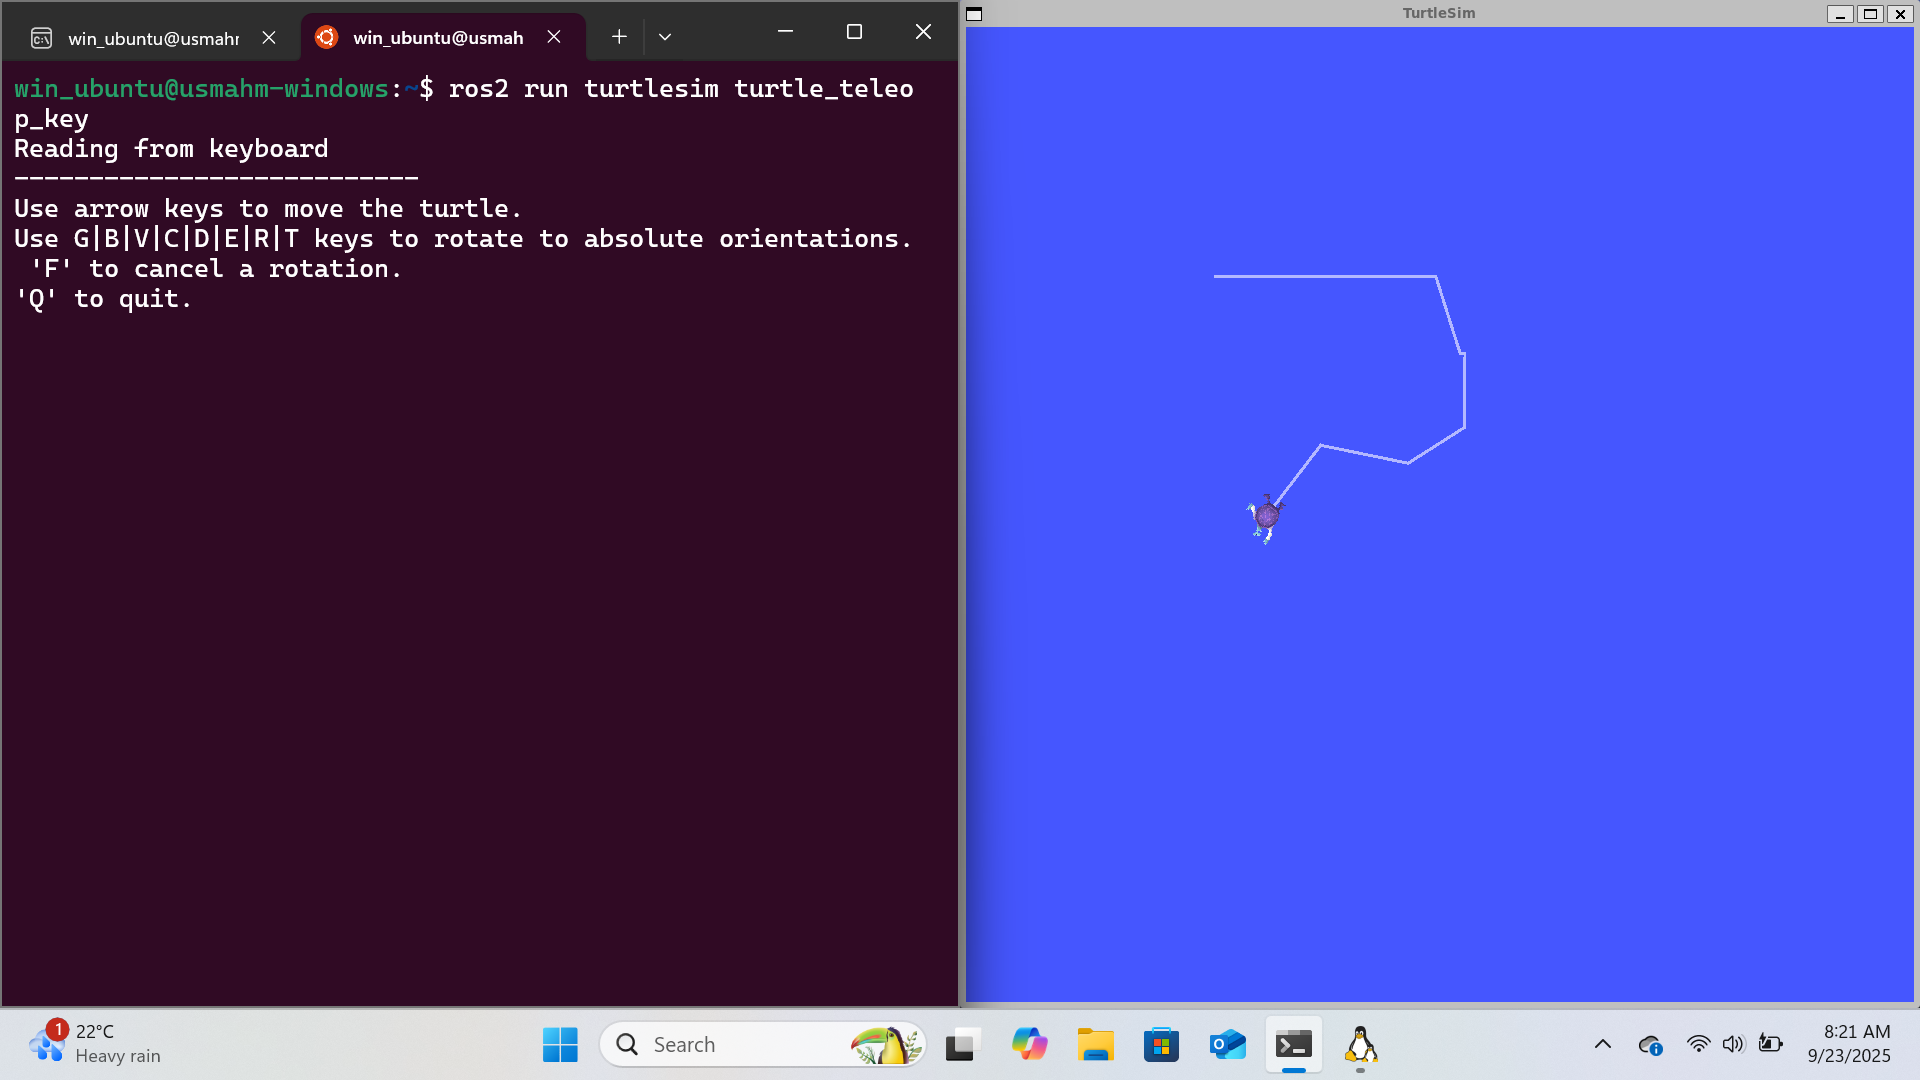 win_ubuntu@usmahr
win_ubuntu@usmah
win_ubuntu@usmahm-windows:~$ ros2 run turtlesim turtle_teleo
p_key
Reading from keyboard
---------------------------
Use arrow keys to move the turtle.
Use G|B|V|C|D|E|R|T keys to rotate to absolute orientations.
'F' to cancel a rotation.
'Q' to quit.
TurtleSim
1
22°C
Heavy rain
Search
8:21 AM
9/23/2025